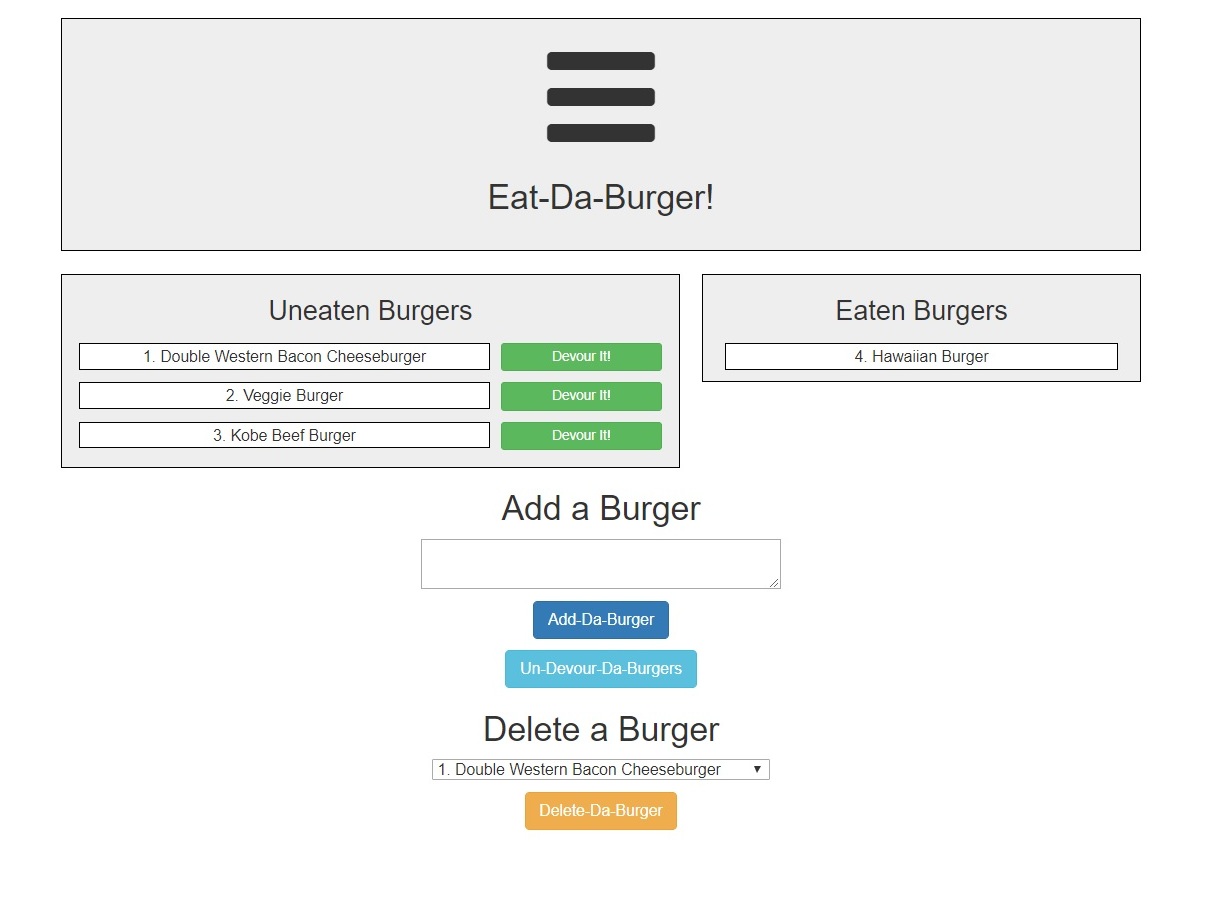 Eat-Da-Burger!
Uneaten Burgers
1. Double Western Bacon Cheeseburger
Devour It!
2. Veggie Burger
Devour It!
3. Kobe Beef Burger
Devour It!
Eaten Burgers
4. Hawaiian Burger
Add a Burger
Add-Da-Burger
Un-Devour-Da-Burgers
Delete a Burger
1. Double Western Bacon Cheeseburger
Delete-Da-Burger